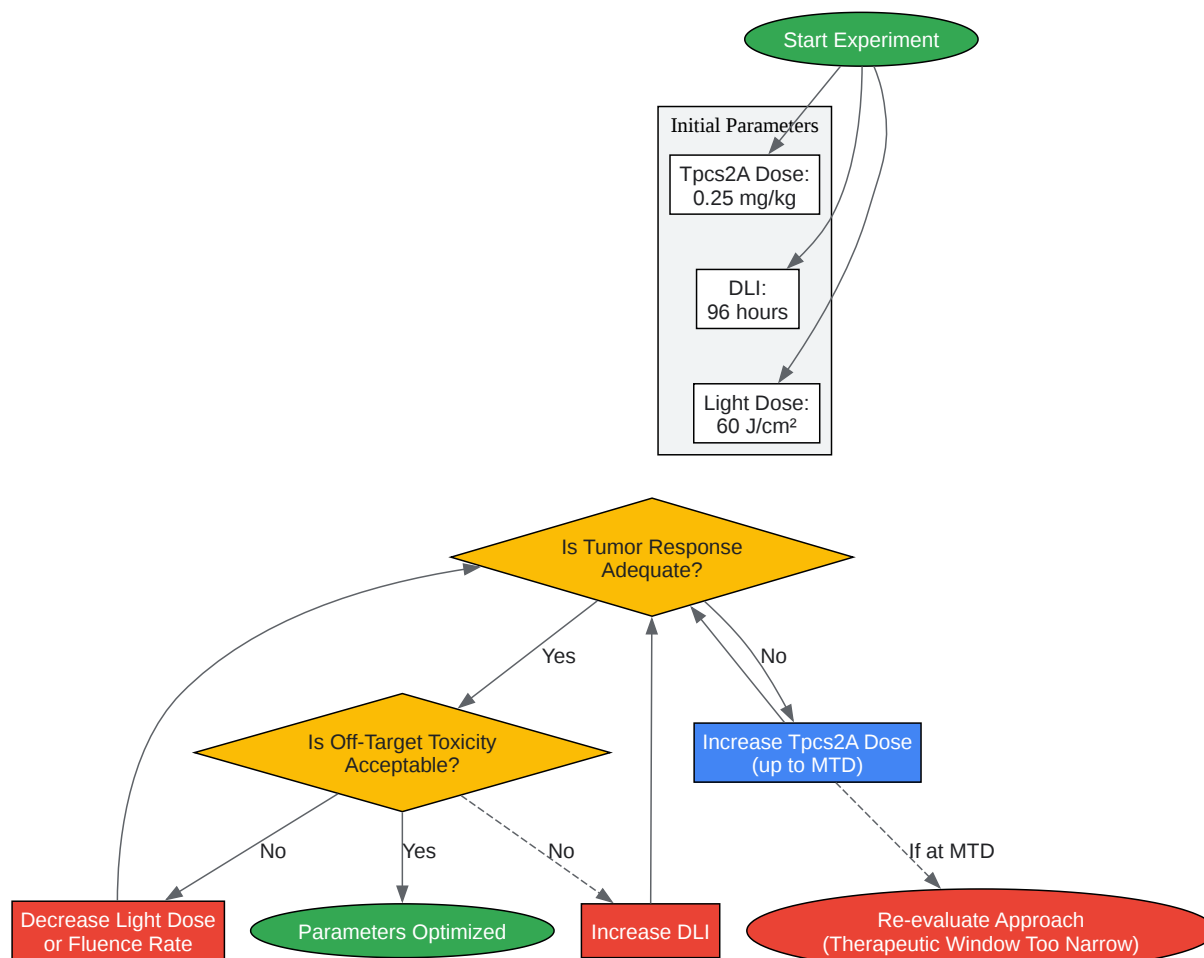 Start Experiment
Initial Parameters
Tpcs2A Dose:
0.25 mg/kg
DLI:
96 hours
Light Dose:
60 J/cm²
Is Tumor Response
Adequate?
Yes
No
Is Off-Target Toxicity
Acceptable?
Increase Tpcs2A Dose
(up to MTD)
No
Yes
No
If at MTD
Decrease Light Dose
or Fluence Rate
Parameters Optimized
Increase DLI
Re-evaluate Approach
(Therapeutic Window Too Narrow)